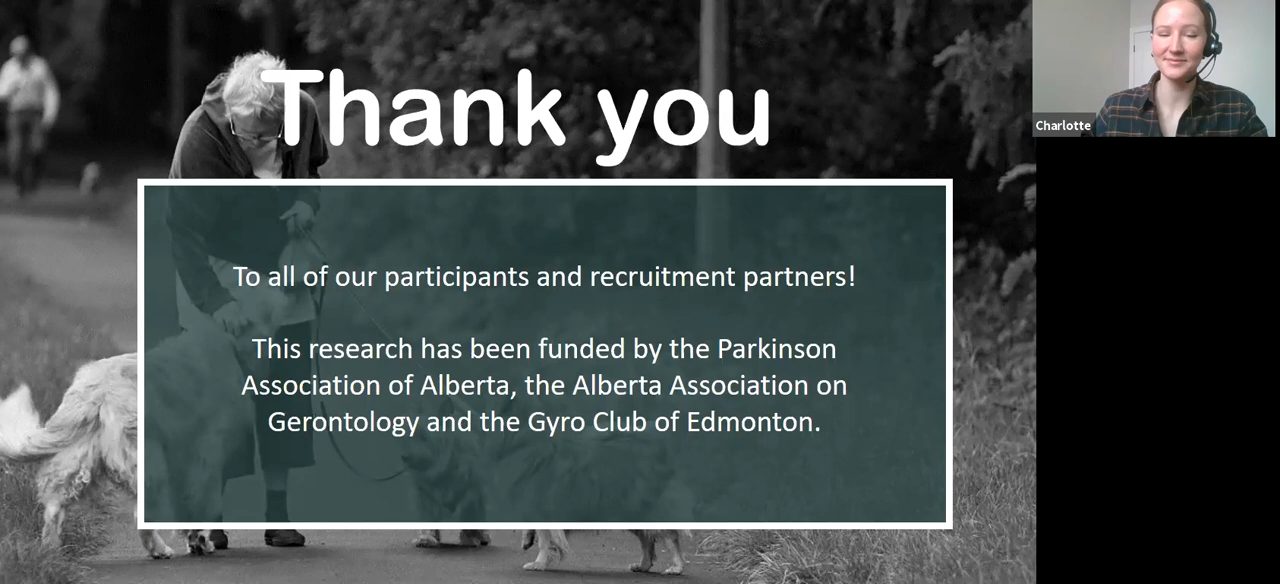 Thank you
Charlotte
To all of our participants and recruitment partners!
This research has been funded by the Parkinson
Association of Alberta, the Alberta Association on
Gerontology and the Gyro Club of Edmonton.